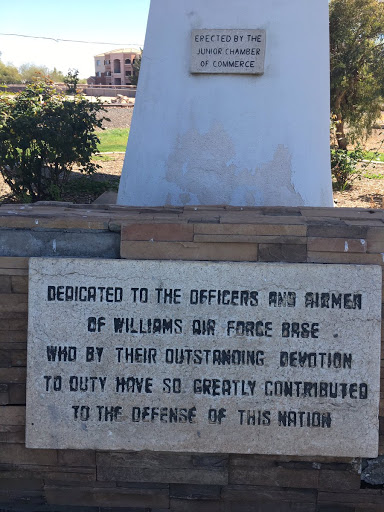 ERECTED BY THE
JUNIOR CHAMBER
OF COMMERCE
DEDICATED TO THE OFFICERS AND AIRMEN
OF WILLIAMS AIR FORCE BASE
WHO BY THEIR OUTSTANDING DEVOTION
TO DUTY HAVE SO GREATLY CONTRIBUTED
TO THE DEFENSE OF THIS NATION